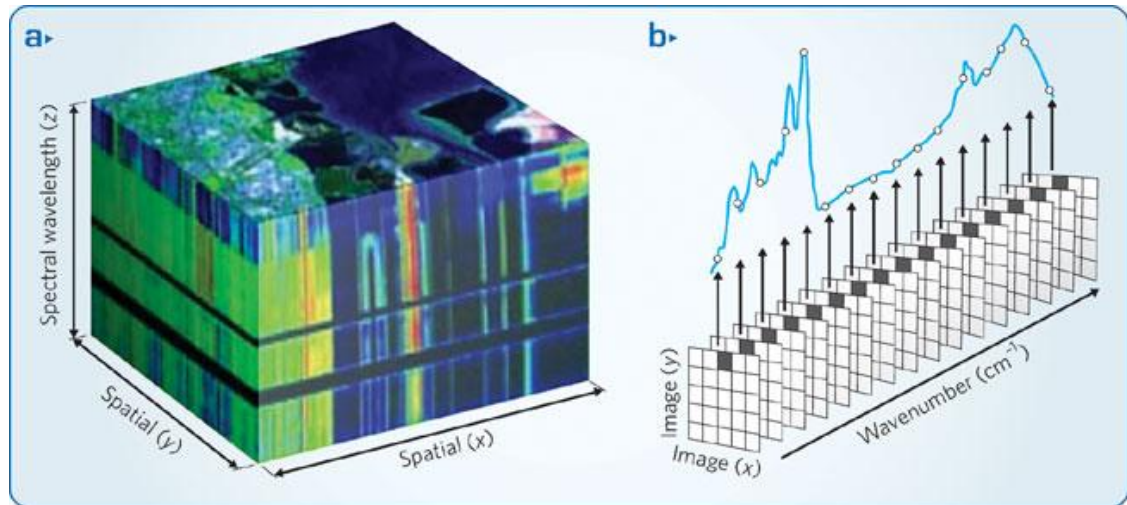 a▸
Spectral wavelength (z)
Spatial (y)
Spatial (x)
b▸
Image (y)
Image (x)
Wavenumber (cm⁻¹)